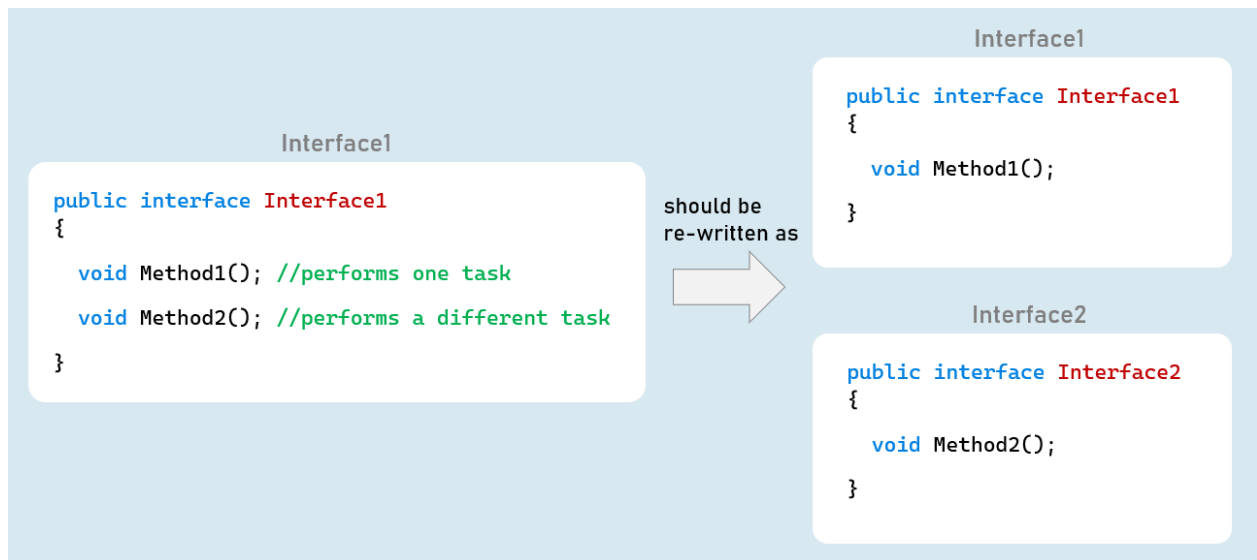 Interface1
public interface Interface1
{
void Method1(); //performs one task
void Method2(); //performs a different task
}
should be
re-written as
Interface1
public interface Interface1
{
void Method1();
}
Interface2
public interface Interface2
{
void Method2();
}